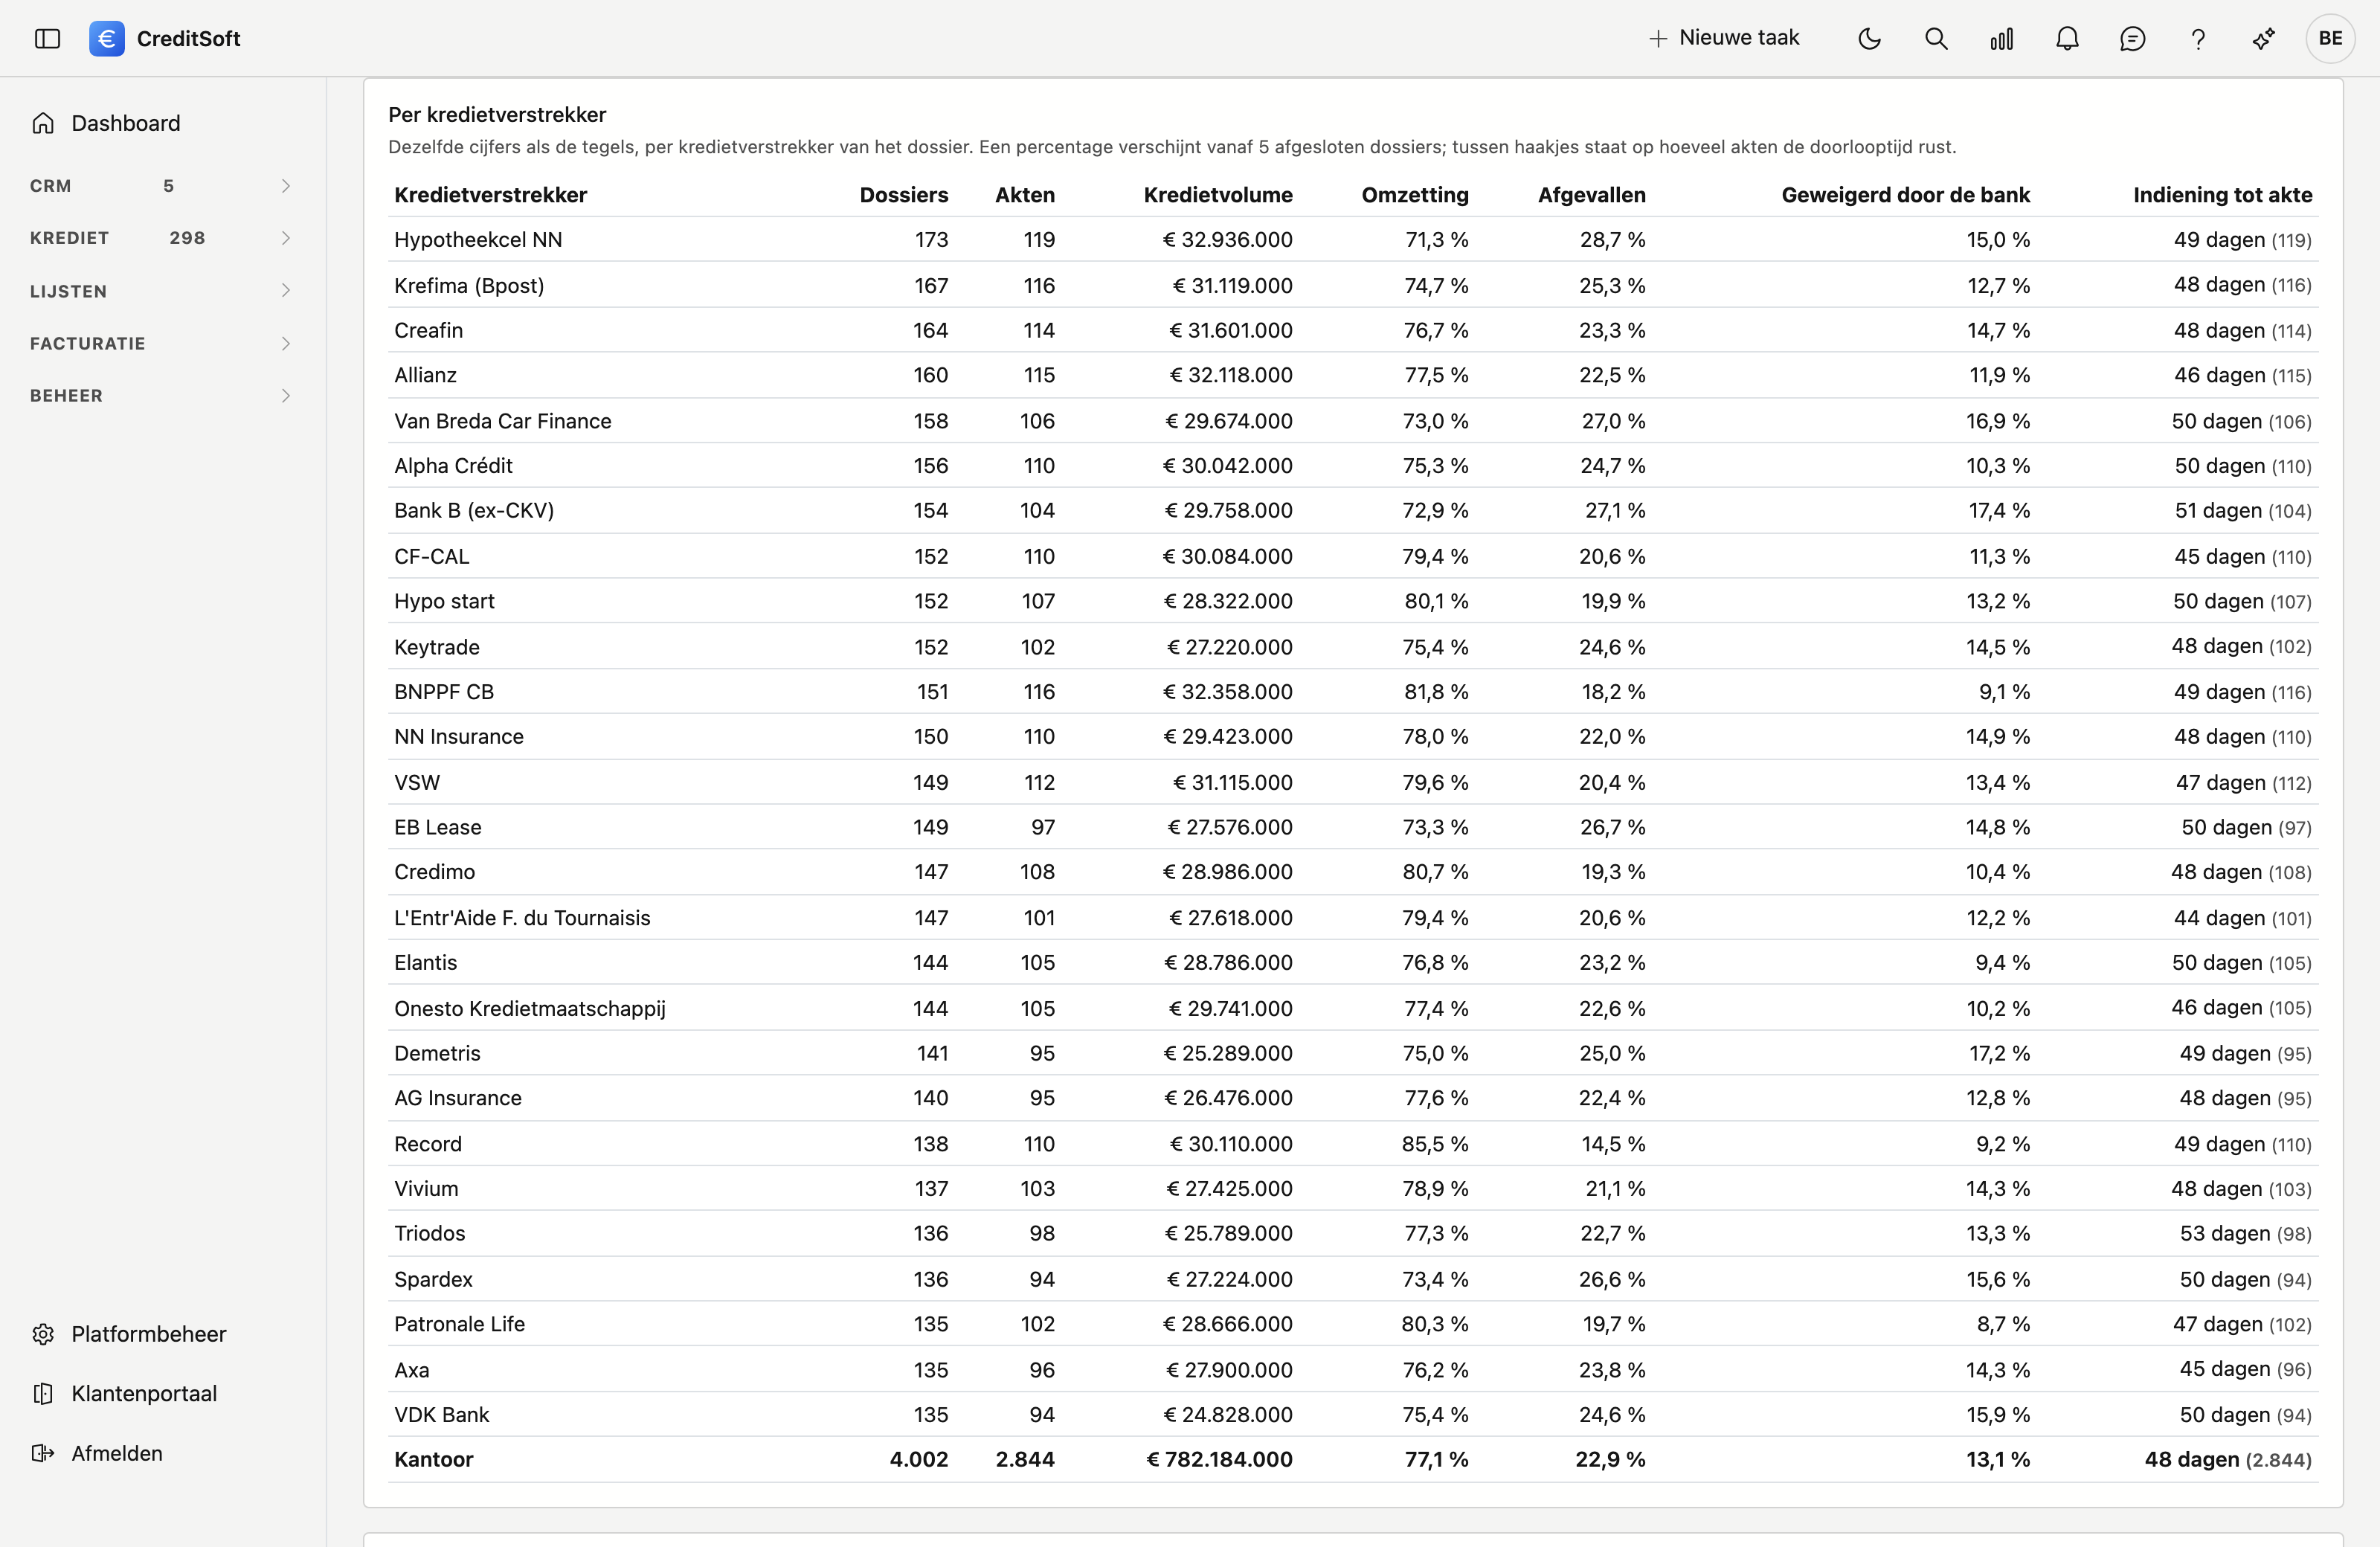 CreditSoft
Nieuwe taak
BE
Dashboard
CRM 5
KREDIET 298
LIJSTEN
FACTURATIE
BEHEER
Platformbeheer
Klantenportaal
Afmelden
Per kredietverstrekker
Dezelfde cijfers als de tegels, per kredietverstrekker van het dossier. Een percentage verschijnt vanaf 5 afgesloten dossiers; tussen haakjes staat op hoeveel akten de doorlooptijd rust.
Kredietverstrekker Dossiers Akten Kredietvolume Omzetting Afgevallen Geweigerd door de bank Indiening tot akte
Hypotheekcel NN 173 119 € 32.936.000 71,3 % 28,7 % 15,0 % 49 dagen (119)
Krefima (Bpost) 167 116 € 31.119.000 74,7 % 25,3 % 12,7 % 48 dagen (116)
Creafin 164 114 € 31.601.000 76,7 % 23,3 % 14,7 % 48 dagen (114)
Allianz 160 115 € 32.118.000 77,5 % 22,5 % 11,9 % 46 dagen (115)
Van Breda Car Finance 158 106 € 29.674.000 73,0 % 27,0 % 16,9 % 50 dagen (106)
Alpha Crédit 156 110 € 30.042.000 75,3 % 24,7 % 10,3 % 50 dagen (110)
Bank B (ex-CKV) 154 104 € 29.758.000 72,9 % 27,1 % 17,4 % 51 dagen (104)
CF-CAL 152 110 € 30.084.000 79,4 % 20,6 % 11,3 % 45 dagen (110)
Hypo start 152 107 € 28.322.000 80,1 % 19,9 % 13,2 % 50 dagen (107)
Keytrade 152 102 € 27.220.000 75,4 % 24,6 % 14,5 % 48 dagen (102)
BNPPF CB 151 116 € 32.358.000 81,8 % 18,2 % 9,1 % 49 dagen (116)
NN Insurance 150 110 € 29.423.000 78,0 % 22,0 % 14,9 % 48 dagen (110)
VSW 149 112 € 31.115.000 79,6 % 20,4 % 13,4 % 47 dagen (112)
EB Lease 149 97 € 27.576.000 73,3 % 26,7 % 14,8 % 50 dagen (97)
Credimo 147 108 € 28.986.000 80,7 % 19,3 % 10,4 % 48 dagen (108)
L'Entr'Aide F. du Tournaisis 147 101 € 27.618.000 79,4 % 20,6 % 12,2 % 44 dagen (101)
Elantis 144 105 € 28.786.000 76,8 % 23,2 % 9,4 % 50 dagen (105)
Onesto Kredietmaatschappij 144 105 € 29.741.000 77,4 % 22,6 % 10,2 % 46 dagen (105)
Demetris 141 95 € 25.289.000 75,0 % 25,0 % 17,2 % 49 dagen (95)
AG Insurance 140 95 € 26.476.000 77,6 % 22,4 % 12,8 % 48 dagen (95)
Record 138 110 € 30.110.000 85,5 % 14,5 % 9,2 % 49 dagen (110)
Vivium 137 103 € 27.425.000 78,9 % 21,1 % 14,3 % 48 dagen (103)
Triodos 136 98 € 25.789.000 77,3 % 22,7 % 13,3 % 53 dagen (98)
Spardex 136 94 € 27.224.000 73,4 % 26,6 % 15,6 % 50 dagen (94)
Patronale Life 135 102 € 28.666.000 80,3 % 19,7 % 8,7 % 47 dagen (102)
Axa 135 96 € 27.900.000 76,2 % 23,8 % 14,3 % 45 dagen (96)
VDK Bank 135 94 € 24.828.000 75,4 % 24,6 % 15,9 % 50 dagen (94)
Kantoor 4.002 2.844 € 782.184.000 77,1 % 22,9 % 13,1 % 48 dagen (2.844)